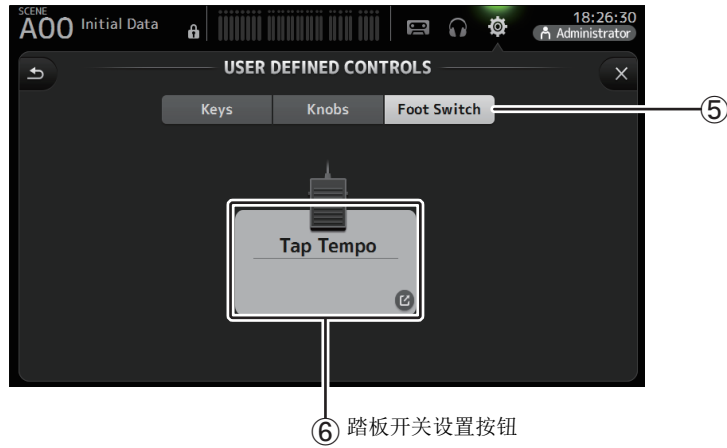 SCENE
A00 Initial Data
18:26:30
Administrator
USER DEFINED CONTROLS
Keys Knobs Foot Switch
⑤
Tap Tempo
⑥ 踏板开关设置按钮